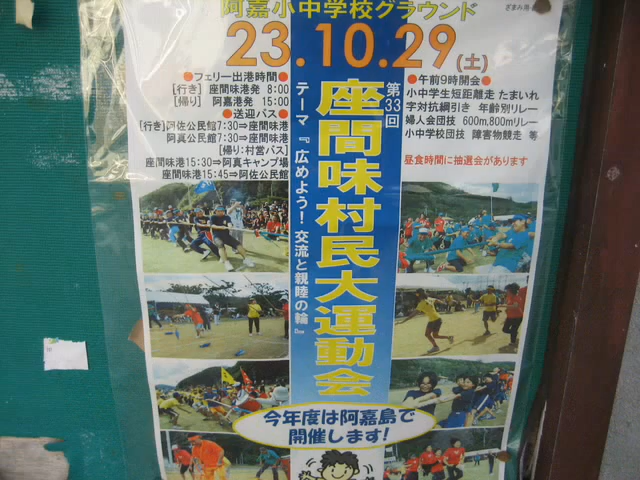 阿嘉小中学校グラウンド
23.10.29(土)
●フェリー出港時間●
[行き] 座間味港発 8:00
[帰り] 阿嘉港発 15:00
●送迎バス●
[行き]阿佐公民館7:30⇒座間味港
阿真公民館7:30⇒座間味港
[帰り:村営バス]
座間味港15:30⇒阿真キャンプ場
座間味港15:45⇒阿佐公民館
第33回
座間味村民大運動会
テーマ『広めよう!交流と親睦の輪』
●午前9時開会●
小中学生短距離走 たまいれ
字対抗綱引き 年齢別リレー
婦人会団技 600m,800mリレー
小中学校団技 障害物競走 等
昼食時間に抽選会があります
今年度は阿嘉島で
開催します!